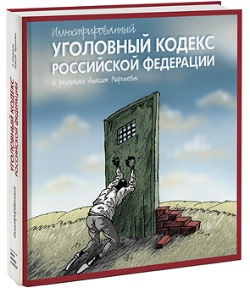 Иллюстрированный
УГОЛОВНЫЙ КОДЕКС
РОССИЙСКОЙ ФЕДЕРАЦИИ
в рисунках Алексея Меринова
УГОЛОВНЫЙ КОДЕКС
РОССИЙСКОЙ ФЕДЕРАЦИИ
Иллюстрированный